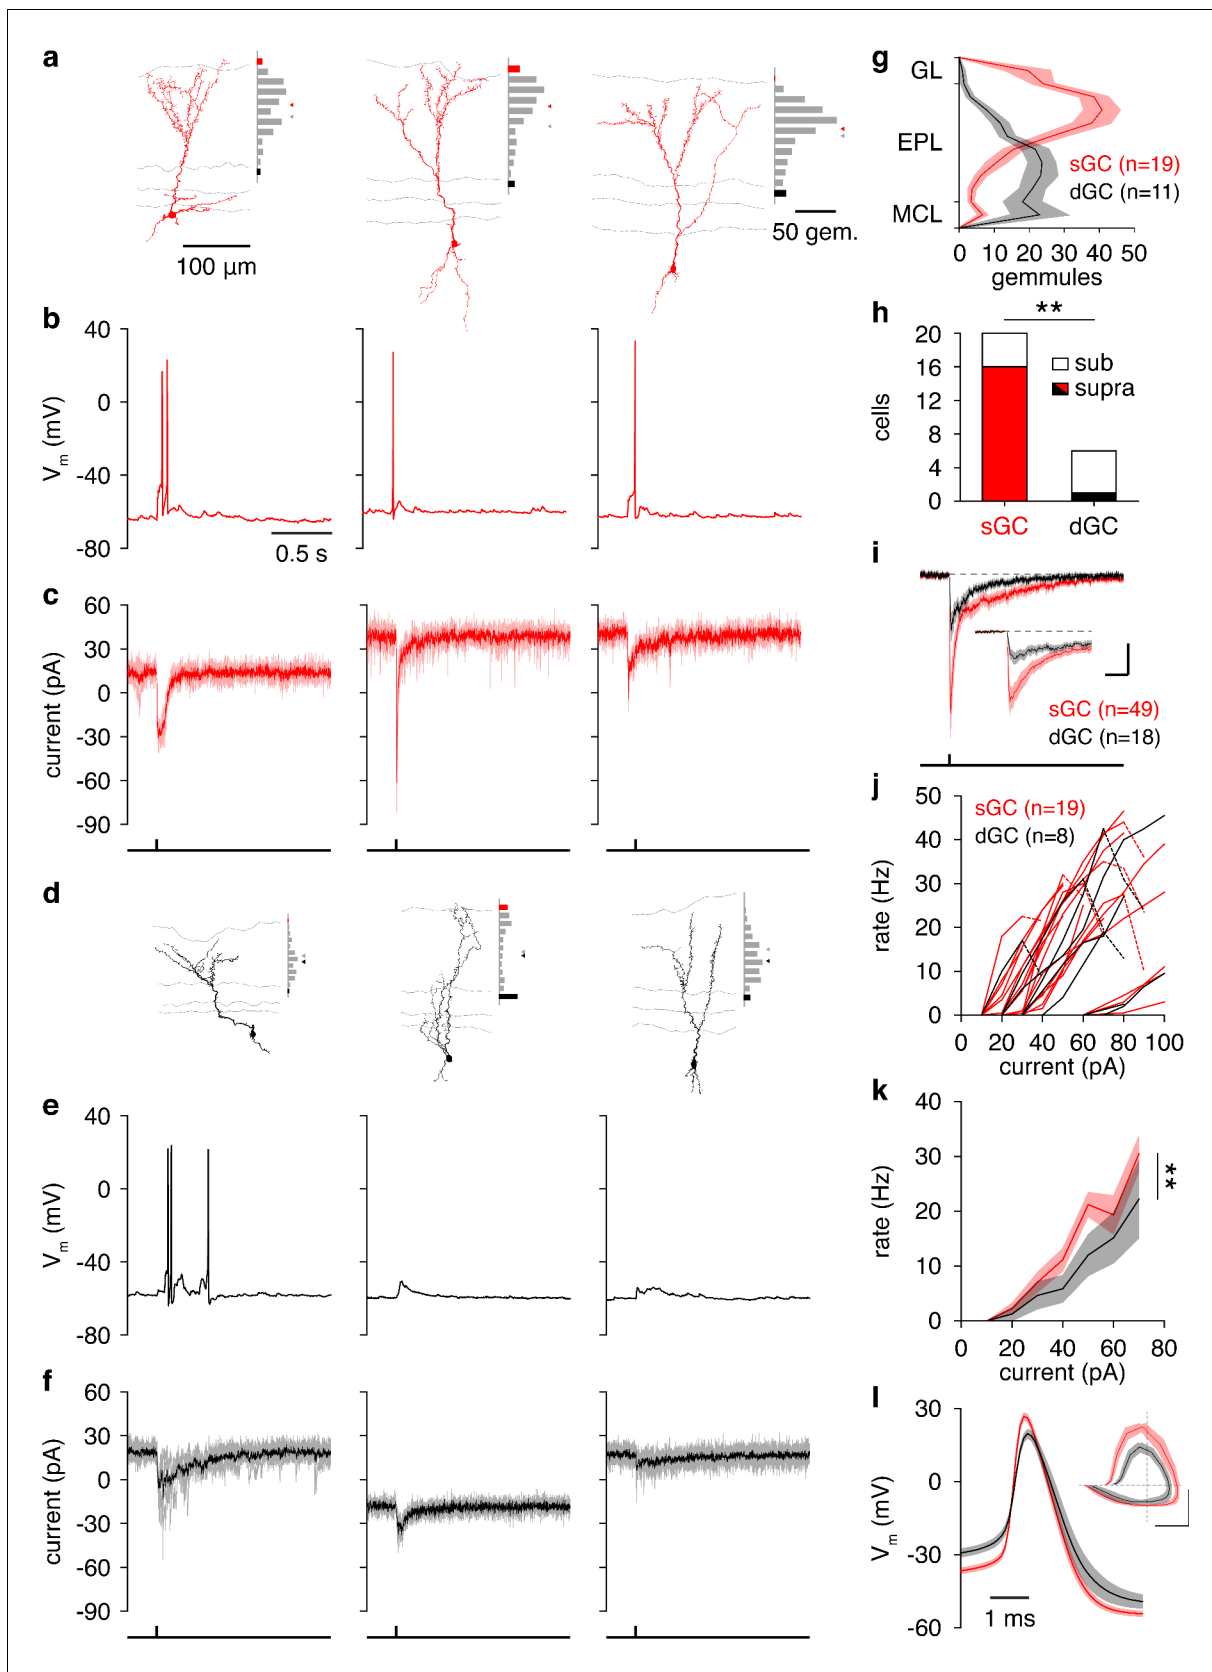 a
100 µm
50 gem.
b
40
0
-40
-80
V_m (mV)
0.5 s
c
60
30
0
-30
-60
-90
current (pA)
d
e
40
0
-40
-80
V_m (mV)
f
60
30
0
-30
-60
-90
current (pA)
g
GL
EPL
MCL
sGC (n=19)
dGC (n=11)
0 10 20 30 40 50
gemmules
h
**
20
16
12
8
4
0
cells
sub
supra
sGC dGC
i
sGC (n=49)
dGC (n=18)
j
50
40
30
20
10
0
rate (Hz)
sGC (n=19)
dGC (n=8)
0 20 40 60 80 100
current (pA)
k
40
30
20
10
0
rate (Hz)
**
0 20 40 60 80
current (pA)
l
30
0
-30
-60
V_m (mV)
1 ms